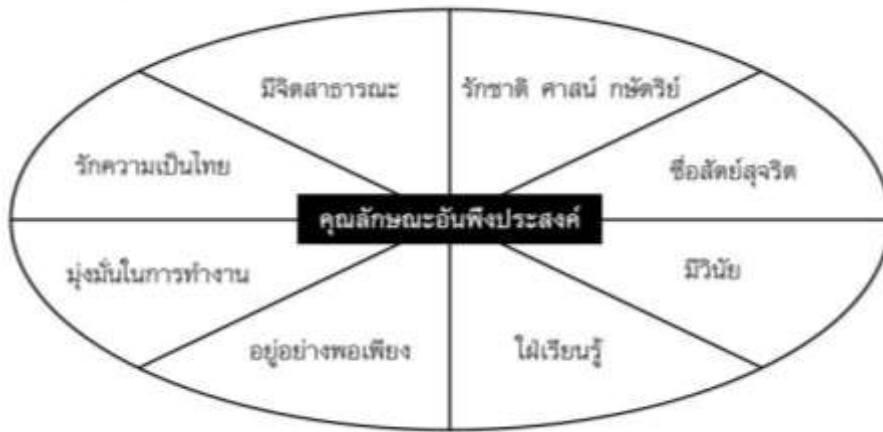 มีจิตสาธารณะ
รักชาติ ศาสน์ กษัตริย์
รักความเป็นไทย
ซื่อสัตย์สุจริต
คุณลักษณะอันพึงประสงค์
มุ่งมั่นในการทำงาน
มีวินัย
อยู่อย่างพอเพียง
ใฝ่เรียนรู้